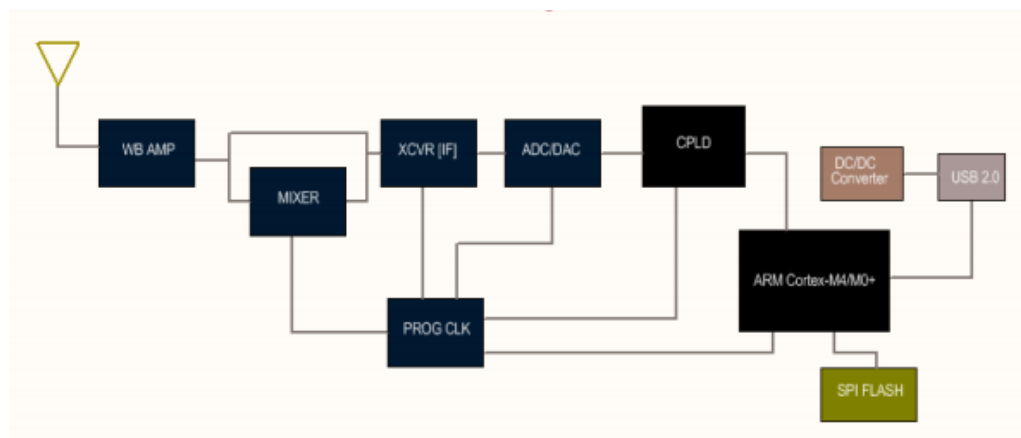 WB AMP
MIXER
XCVR [IF]
ADC/DAC
CPLD
DC/DC
Converter
USB 2.0
ARM Cortex-M4/M0+
PROG CLK
SPI FLASH